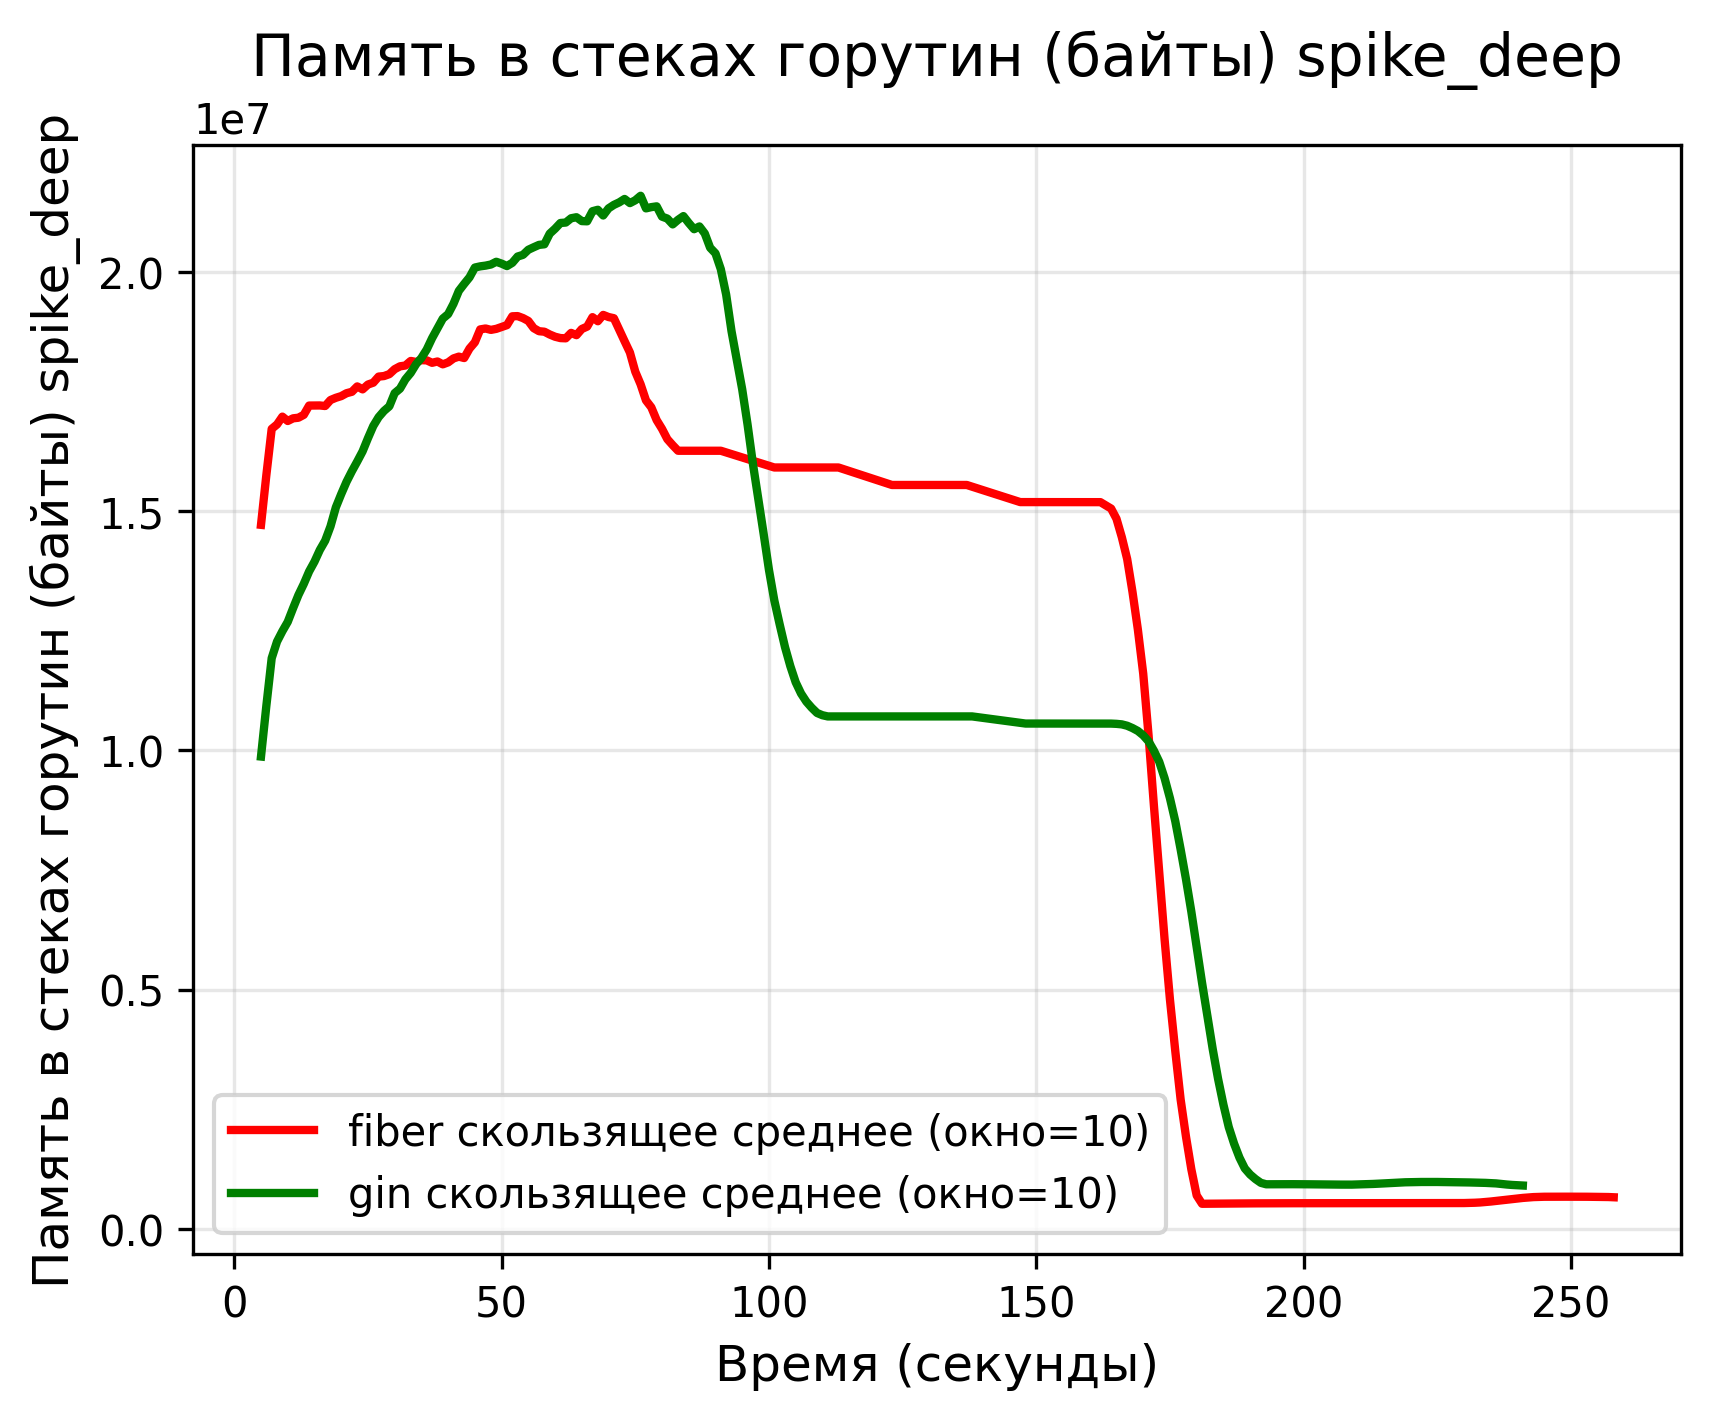 Память в стеках горутин (байты) spike_deep
1e7
Память в стеках горутин (байты) spike_deep
2.0
1.5
1.0
0.5
0.0
fiber скользящее среднее (окно=10)
gin скользящее среднее (окно=10)
0 50 100 150 200 250
Время (секунды)